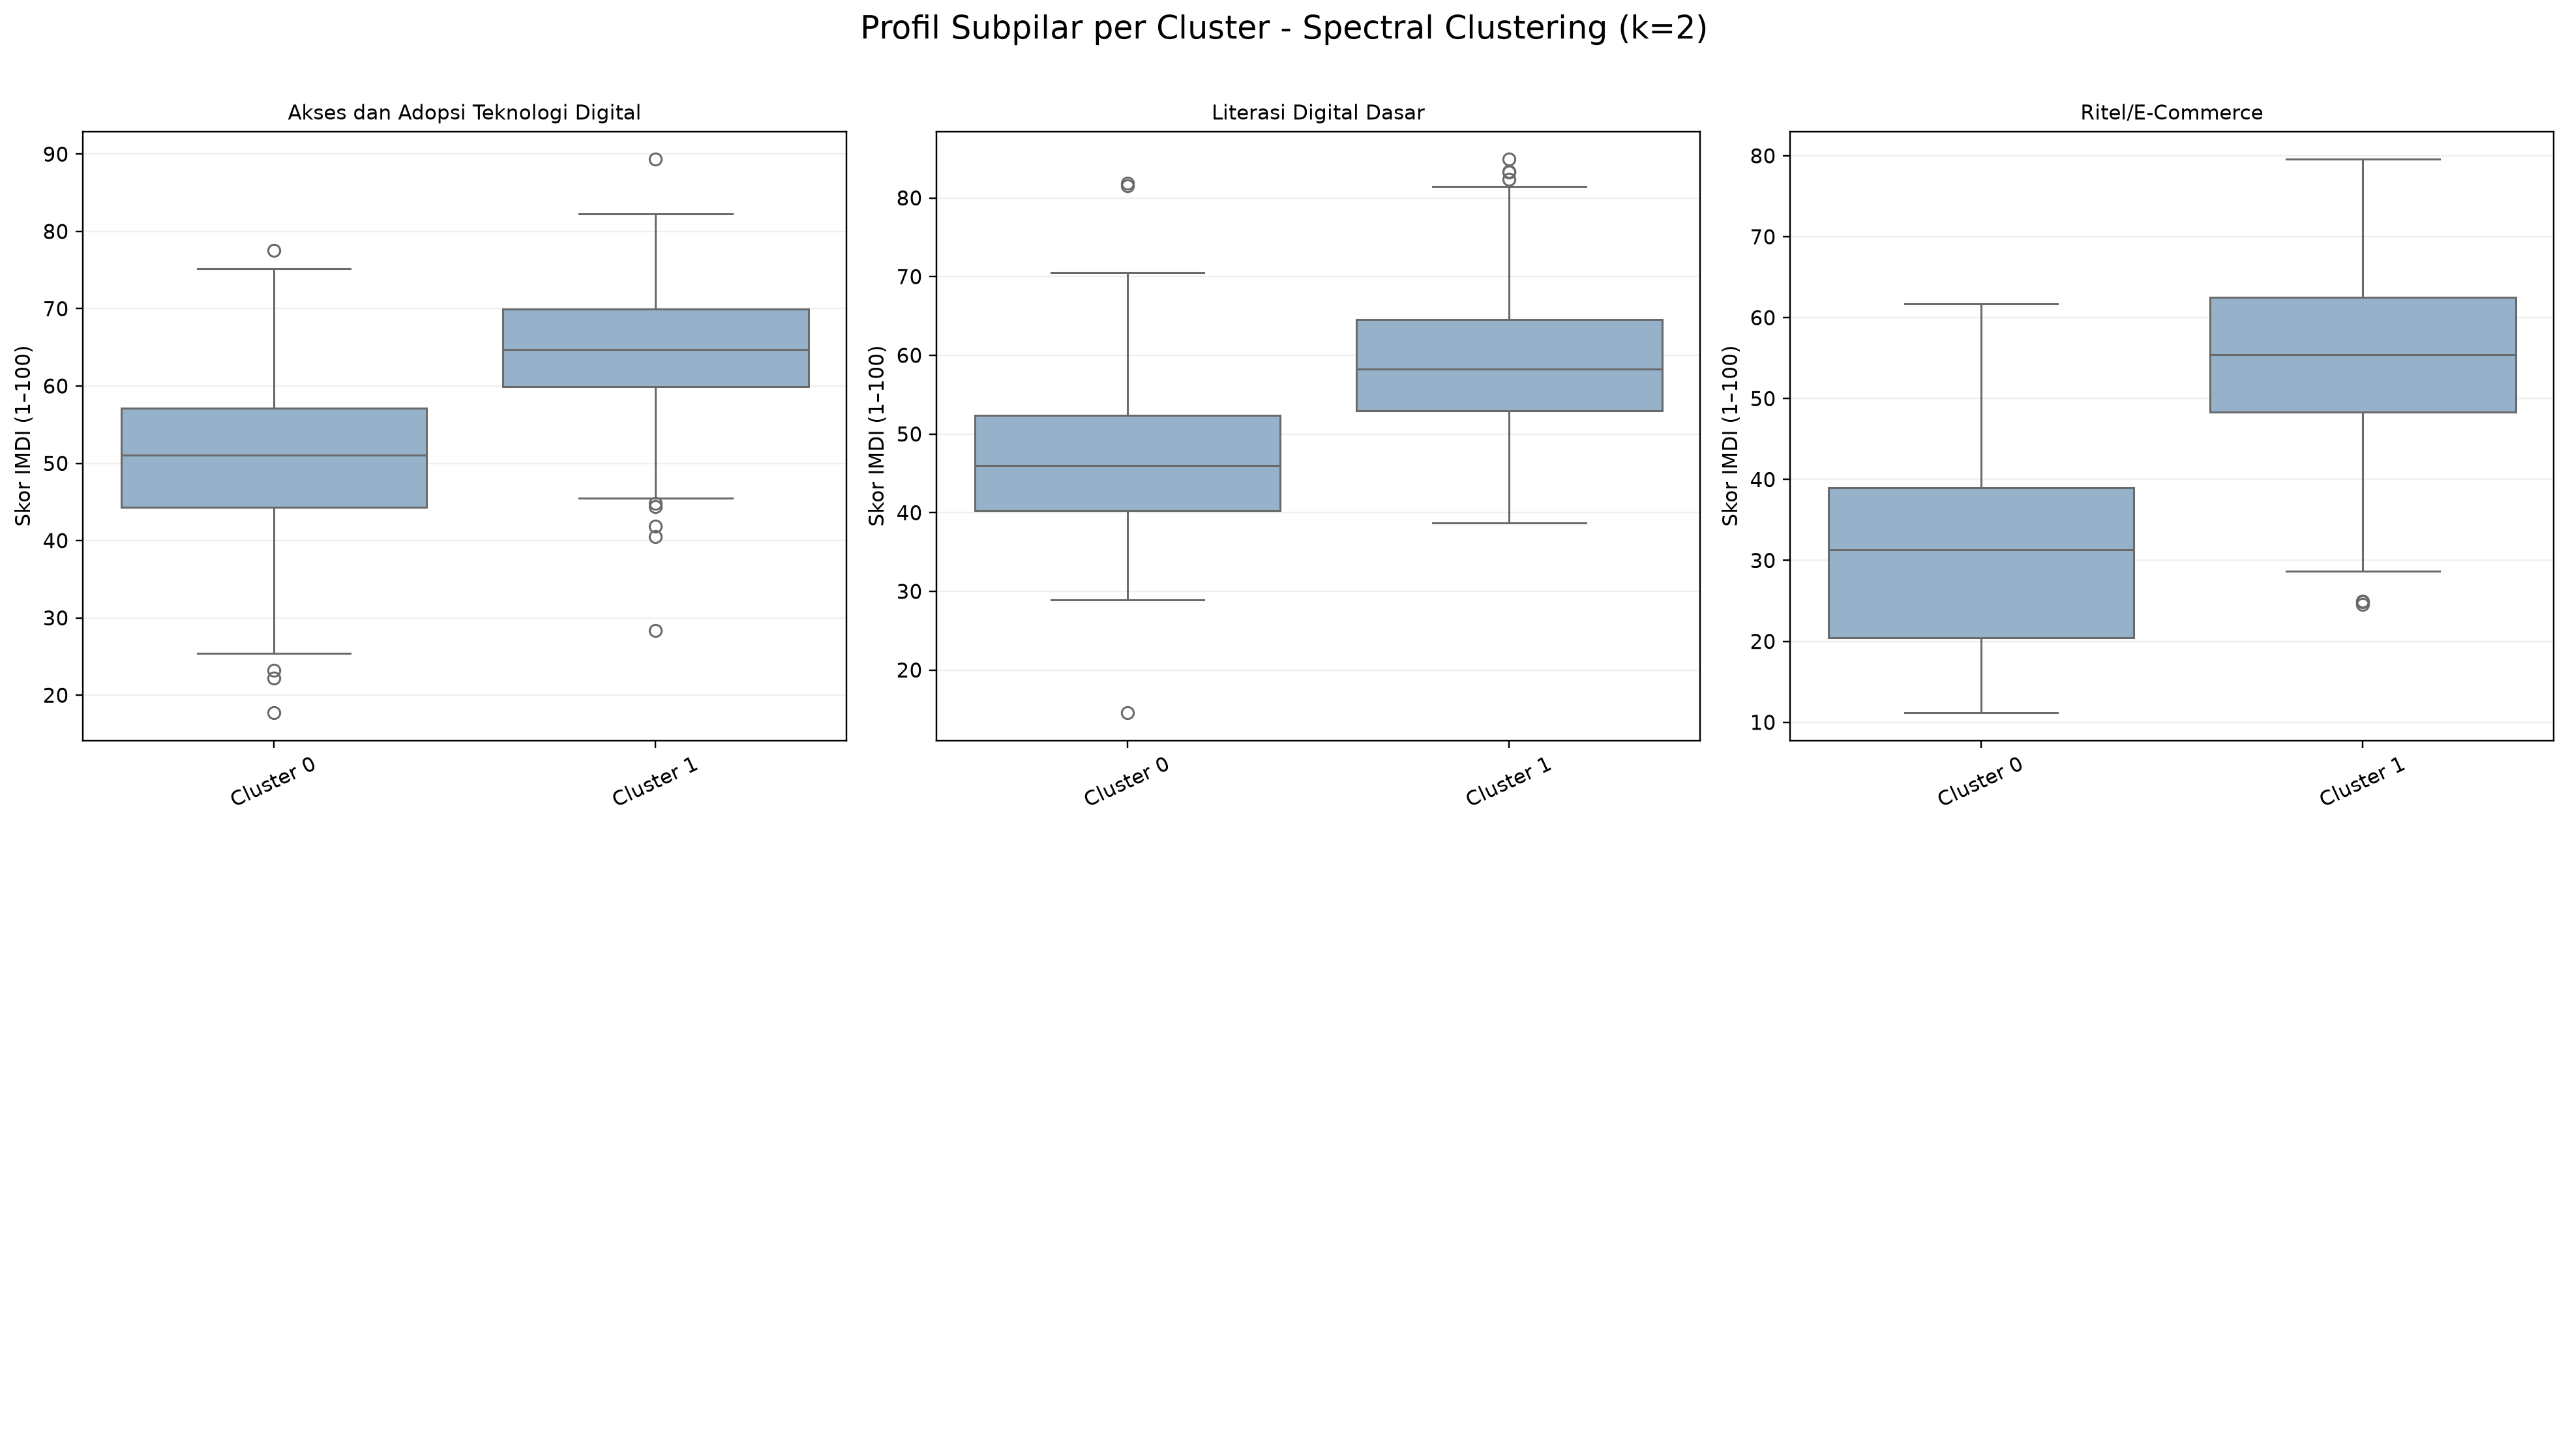 Profil Subpilar per Cluster - Spectral Clustering (k=2)
Akses dan Adopsi Teknologi Digital
Skor IMDI (1–100)
90
80
70
60
50
40
30
20
Cluster 0
Cluster 1
Literasi Digital Dasar
Skor IMDI (1–100)
80
70
60
50
40
30
20
Cluster 0
Cluster 1
Ritel/E-Commerce
Skor IMDI (1–100)
80
70
60
50
40
30
20
10
Cluster 0
Cluster 1